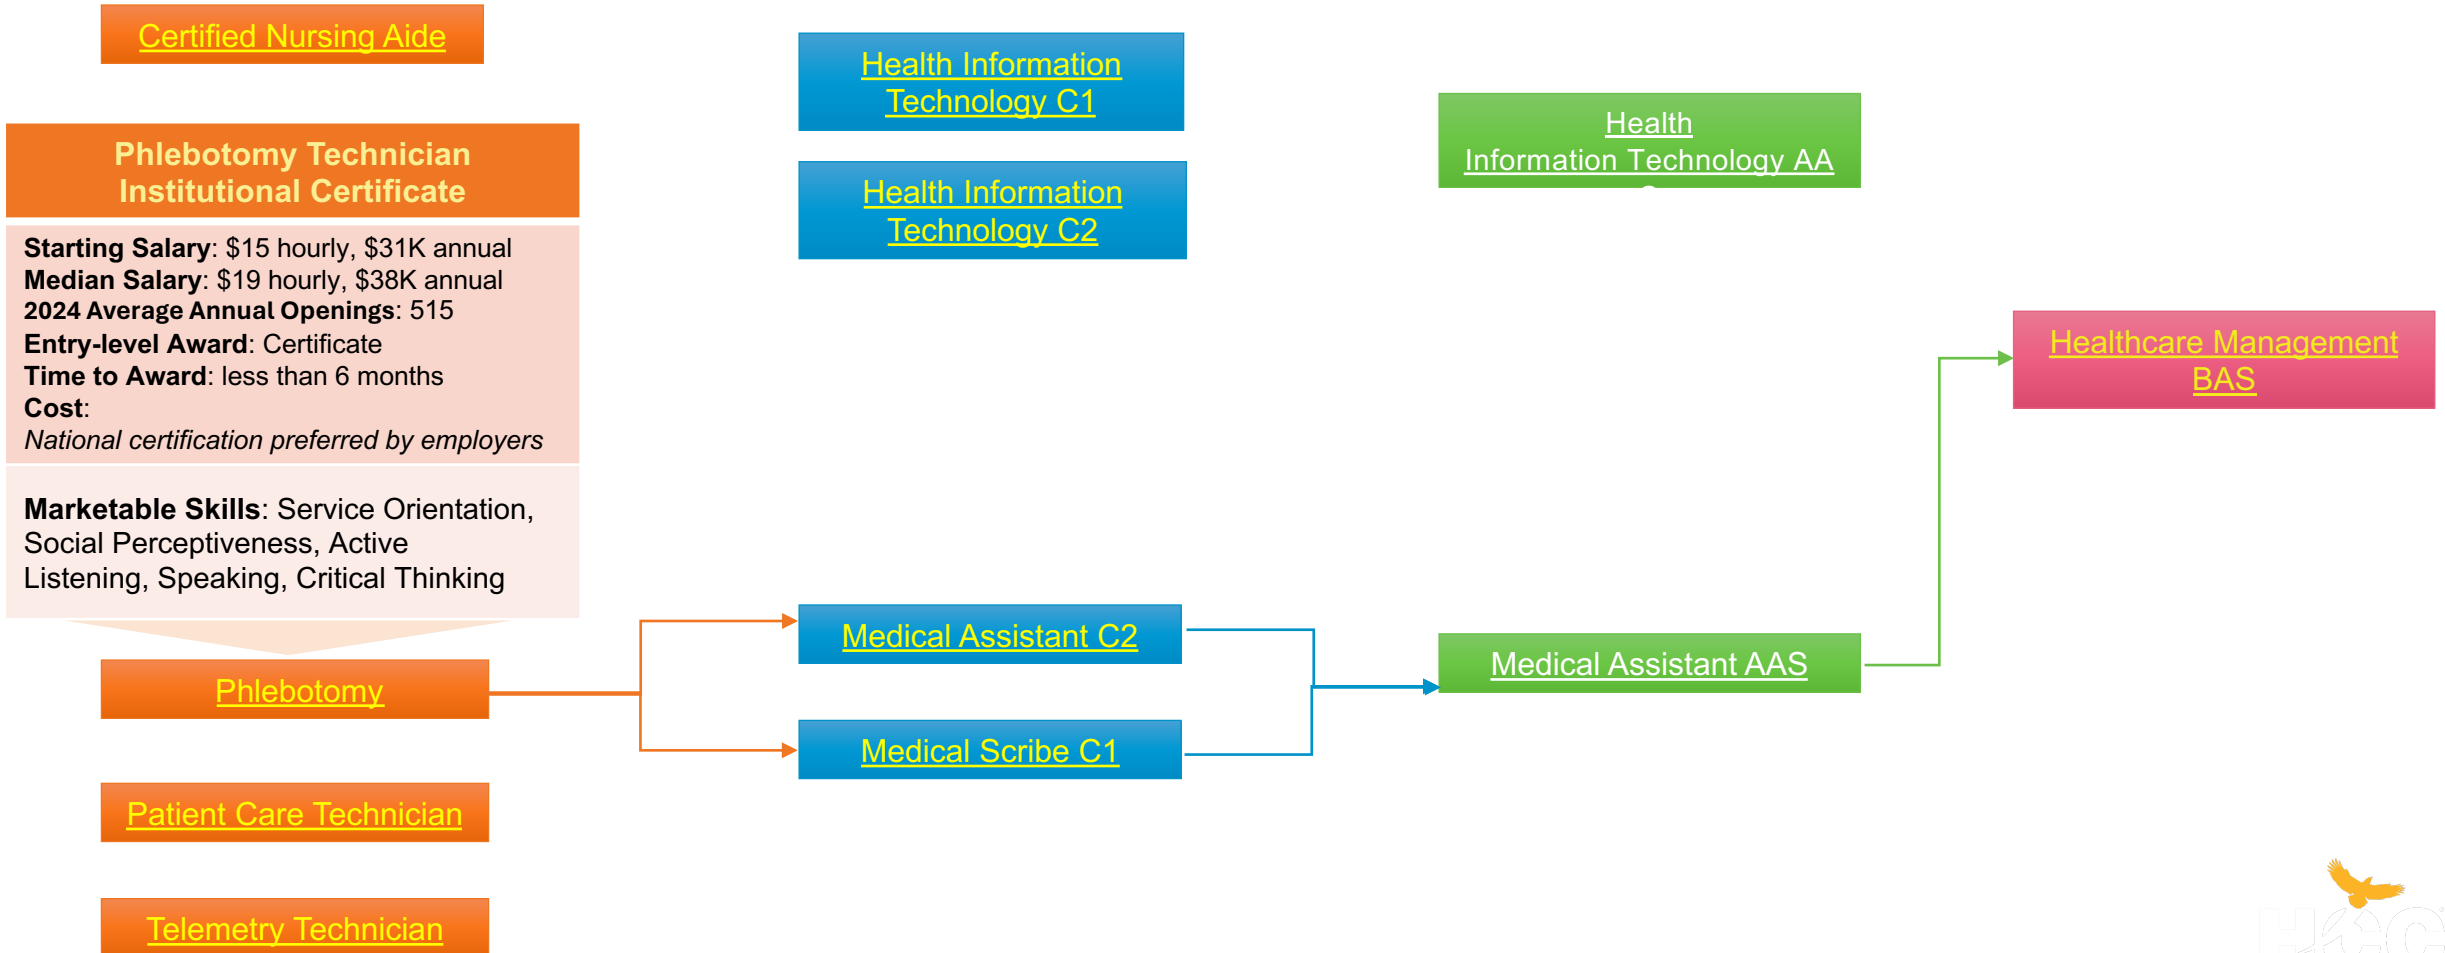 Certified Nursing Aide
Phlebotomy Technician
Institutional Certificate
Starting Salary: $15 hourly, $31K annual
Median Salary: $19 hourly, $38K annual
2024 Average Annual Openings: 515
Entry-level Award: Certificate
Time to Award: less than 6 months
Cost:
National certification preferred by employers
Marketable Skills: Service Orientation,
Social Perceptiveness, Active
Listening, Speaking, Critical Thinking
Phlebotomy
Patient Care Technician
Telemetry Technician
Health Information
Technology C1
Health Information
Technology C2
Medical Assistant C2
Medical Scribe C1
Health
Information Technology AA
Medical Assistant AAS
Healthcare Management
BAS
HCC